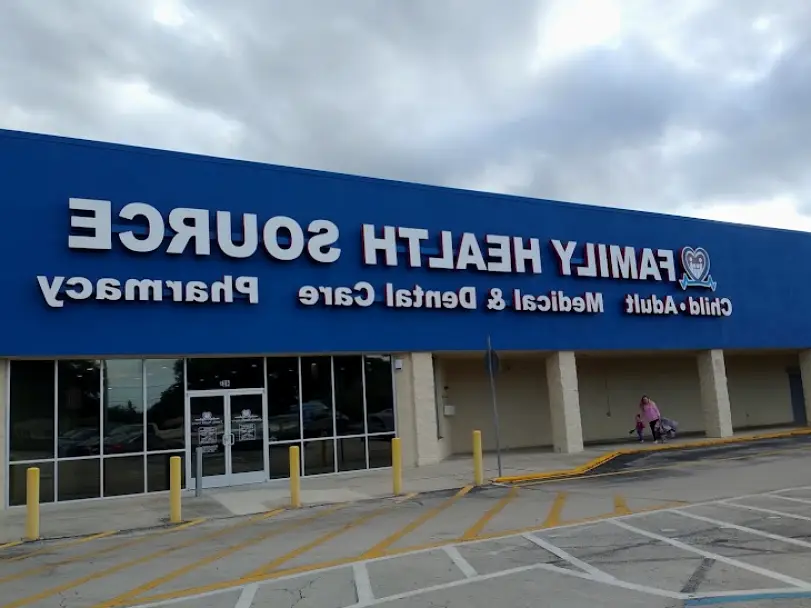 FAMILY HEALTH SOURCE
Child • Adult Medical & Dental Care Pharmacy